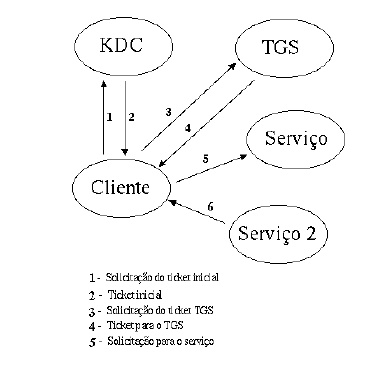 KDC
TGS
1
2
3
4
Serviço
5
Cliente
6
Serviço 2
1 - Solicitação do ticket inicial
2 - Ticket inicial
3 - Solicitação do ticket TGS
4 - Ticket para o TGS
5 - Solicitação para o serviço